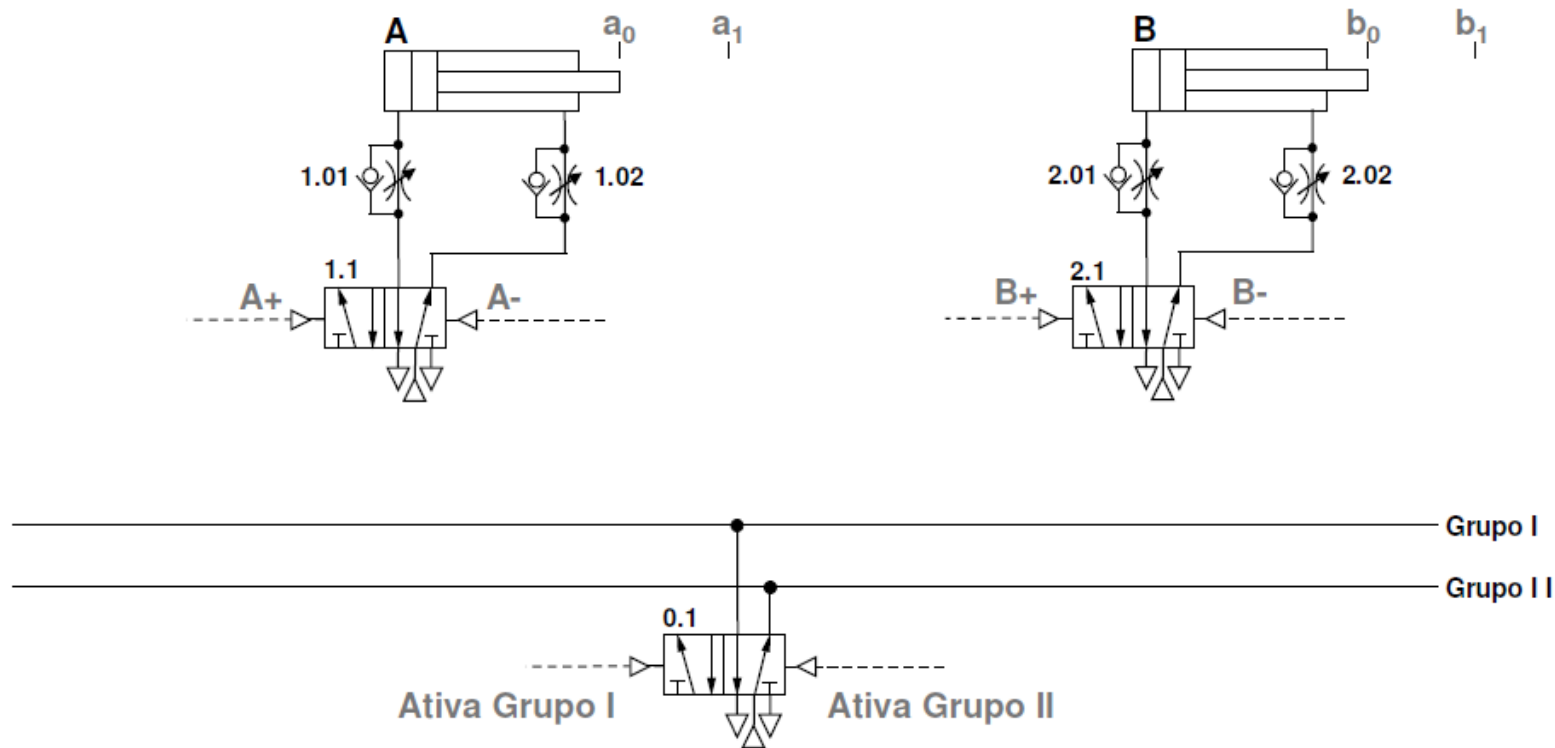 A a0 a1 B b0 b1
1.01 1.02 2.01 2.02
1.1 2.1
A+ A- B+ B-
Grupo I
Grupo I I
0.1
Ativa Grupo I Ativa Grupo II